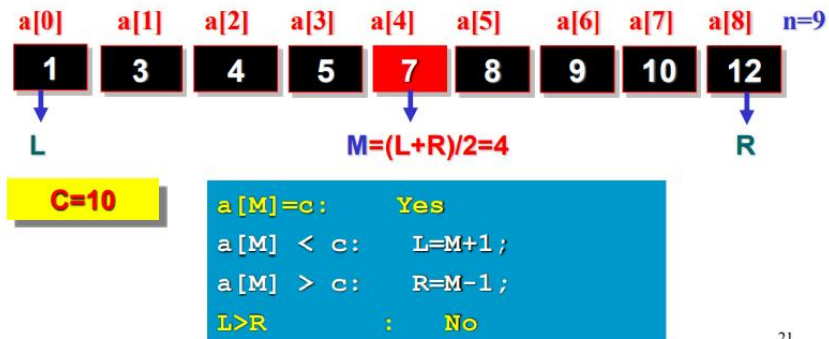 a[0] a[1] a[2] a[3] a[4] a[5] a[6] a[7] a[8] n=9
1 3 4 5 7 8 9 10 12
L M=(L+R)/2=4 R
C=10
a[M]=c: Yes
a[M] < c: L=M+1;
a[M] > c: R=M-1;
L>R : No
21